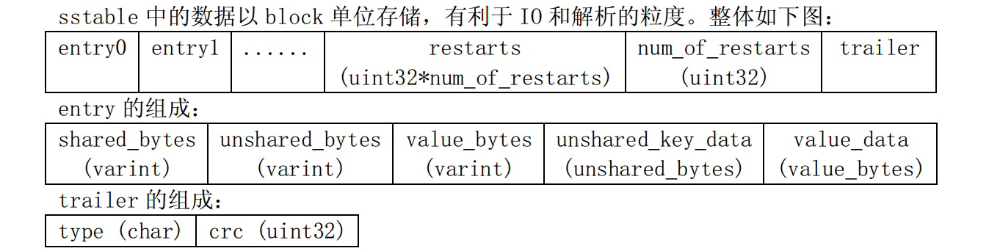 sstable 中的数据以 block 单位存储，有利于 IO 和解析的粒度。整体如下图：
entry0 entry1 ...... restarts num_of_restarts trailer
(uint32*num_of_restarts) (uint32)
entry 的组成：
shared_bytes unshared_bytes value_bytes unshared_key_data value_data
(varint) (varint) (varint) (unshared_bytes) (value_bytes)
trailer 的组成：
type (char) crc (uint32)